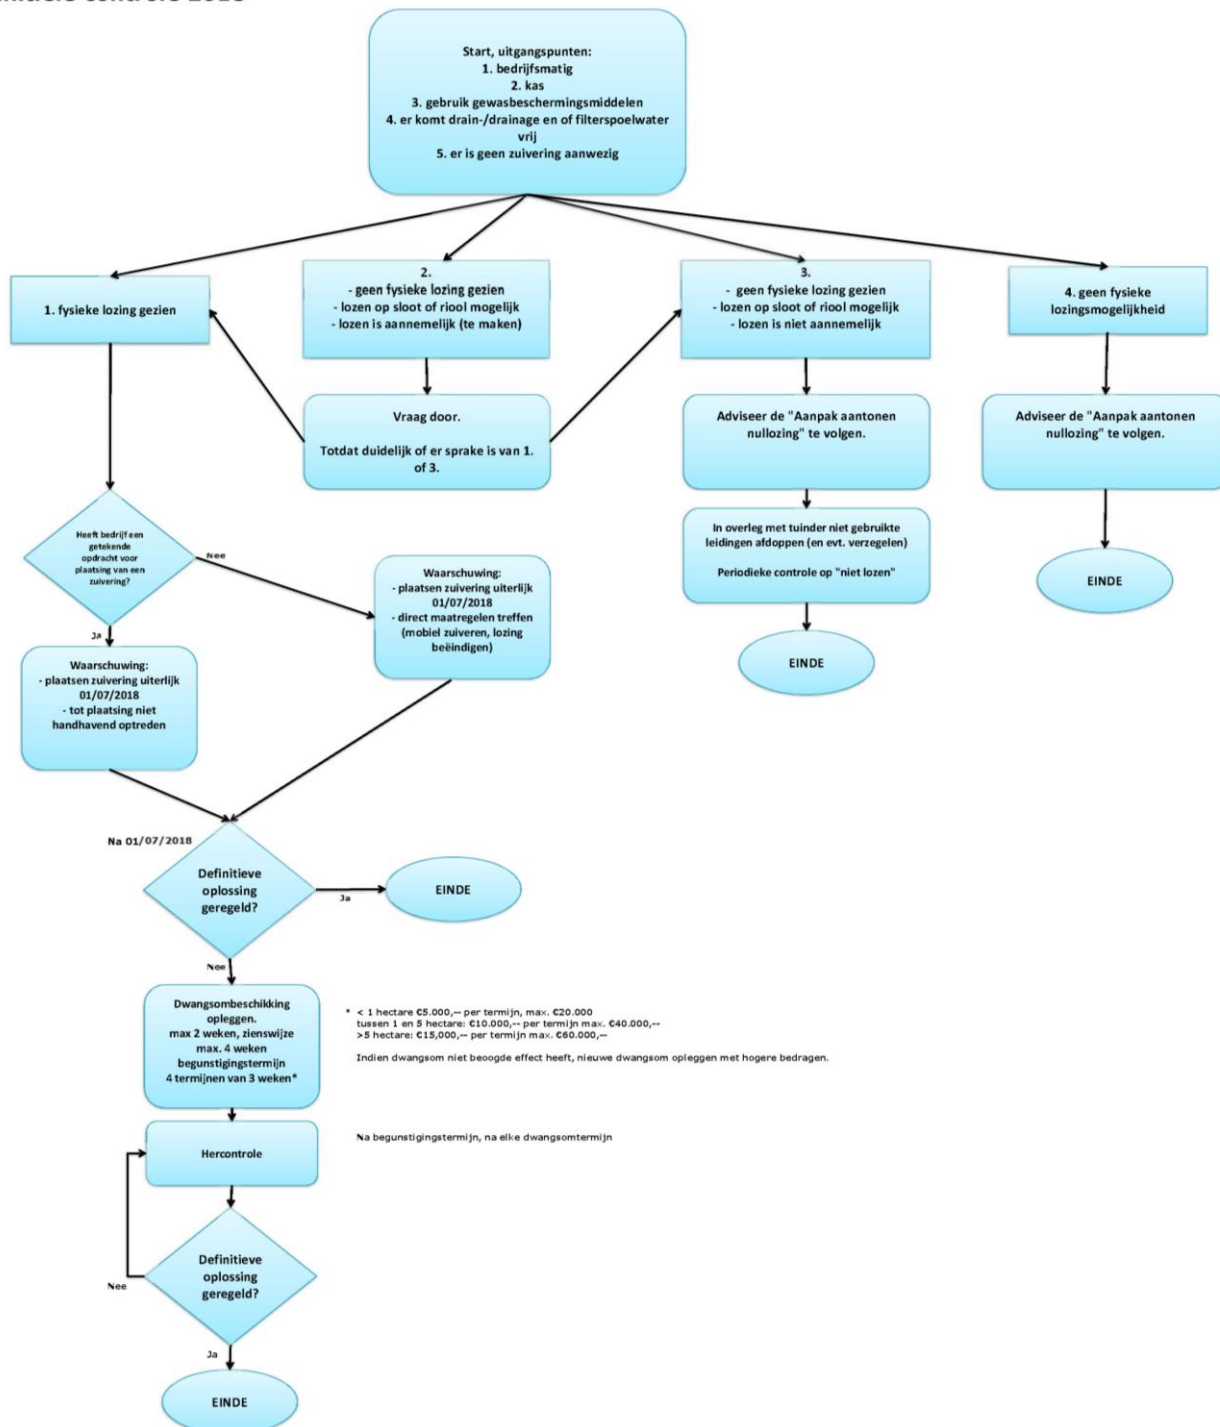 Start, uitgangspunten:
1. bedrijfsmatig
2. kas
3. gebruik gewasbeschermingsmiddelen
4. er komt drain-/drainage en of filterspoelwater
vrij
5. er is geen zuivering aanwezig
1. fysieke lozing gezien
2.
- geen fysieke lozing gezien
- lozen op sloot of riool mogelijk
- lozen is aannemelijk (te maken)
3.
- geen fysieke lozing gezien
- lozen op sloot of riool mogelijk
- lozen is niet aannemelijk
4. geen fysieke
lozingsmogelijkheid
Vraag door.
Totdat duidelijk of er sprake is van 1.
of 3.
Adviseer de "Aanpak aantonen
nullozing" te volgen.
Adviseer de "Aanpak aantonen
nullozing" te volgen.
In overleg met tuinder niet gebruikte
leidingen afdoppen (en evt. verzegelen)
Periodieke controle op "niet lozen"
EINDE
EINDE
Heeft bedrijf een
getekende
opdracht voor
plaatsing van een
zuivering?
Nee
Ja
Waarschuwing:
- plaatsen zuivering uiterlijk
01/07/2018
- direct maatregelen treffen
(mobiel zuiveren, lozing
beëindigen)
Waarschuwing:
- plaatsen zuivering uiterlijk
01/07/2018
- tot plaatsing niet
handhavend optreden
Na 01/07/2018
Definitieve
oplossing
geregeld?
Ja
EINDE
Nee
Dwangsombeschikking
opleggen.
max 2 weken, zienswijze
max. 4 weken
begunstigingstermijn
4 termijnen van 3 weken*
* < 1 hectare €5.000,-- per termijn, max. €20.000
tussen 1 en 5 hectare: €10.000,-- per termijn max. €40.000,--
>5 hectare: €15,000,-- per termijn max. €60.000,--
Indien dwangsom niet beoogde effect heeft, nieuwe dwangsom opleggen met hogere bedragen.
Hercontrole
Na begunstigingstermijn, na elke dwangsomtermijn
Definitieve
oplossing
geregeld?
Nee
Ja
EINDE